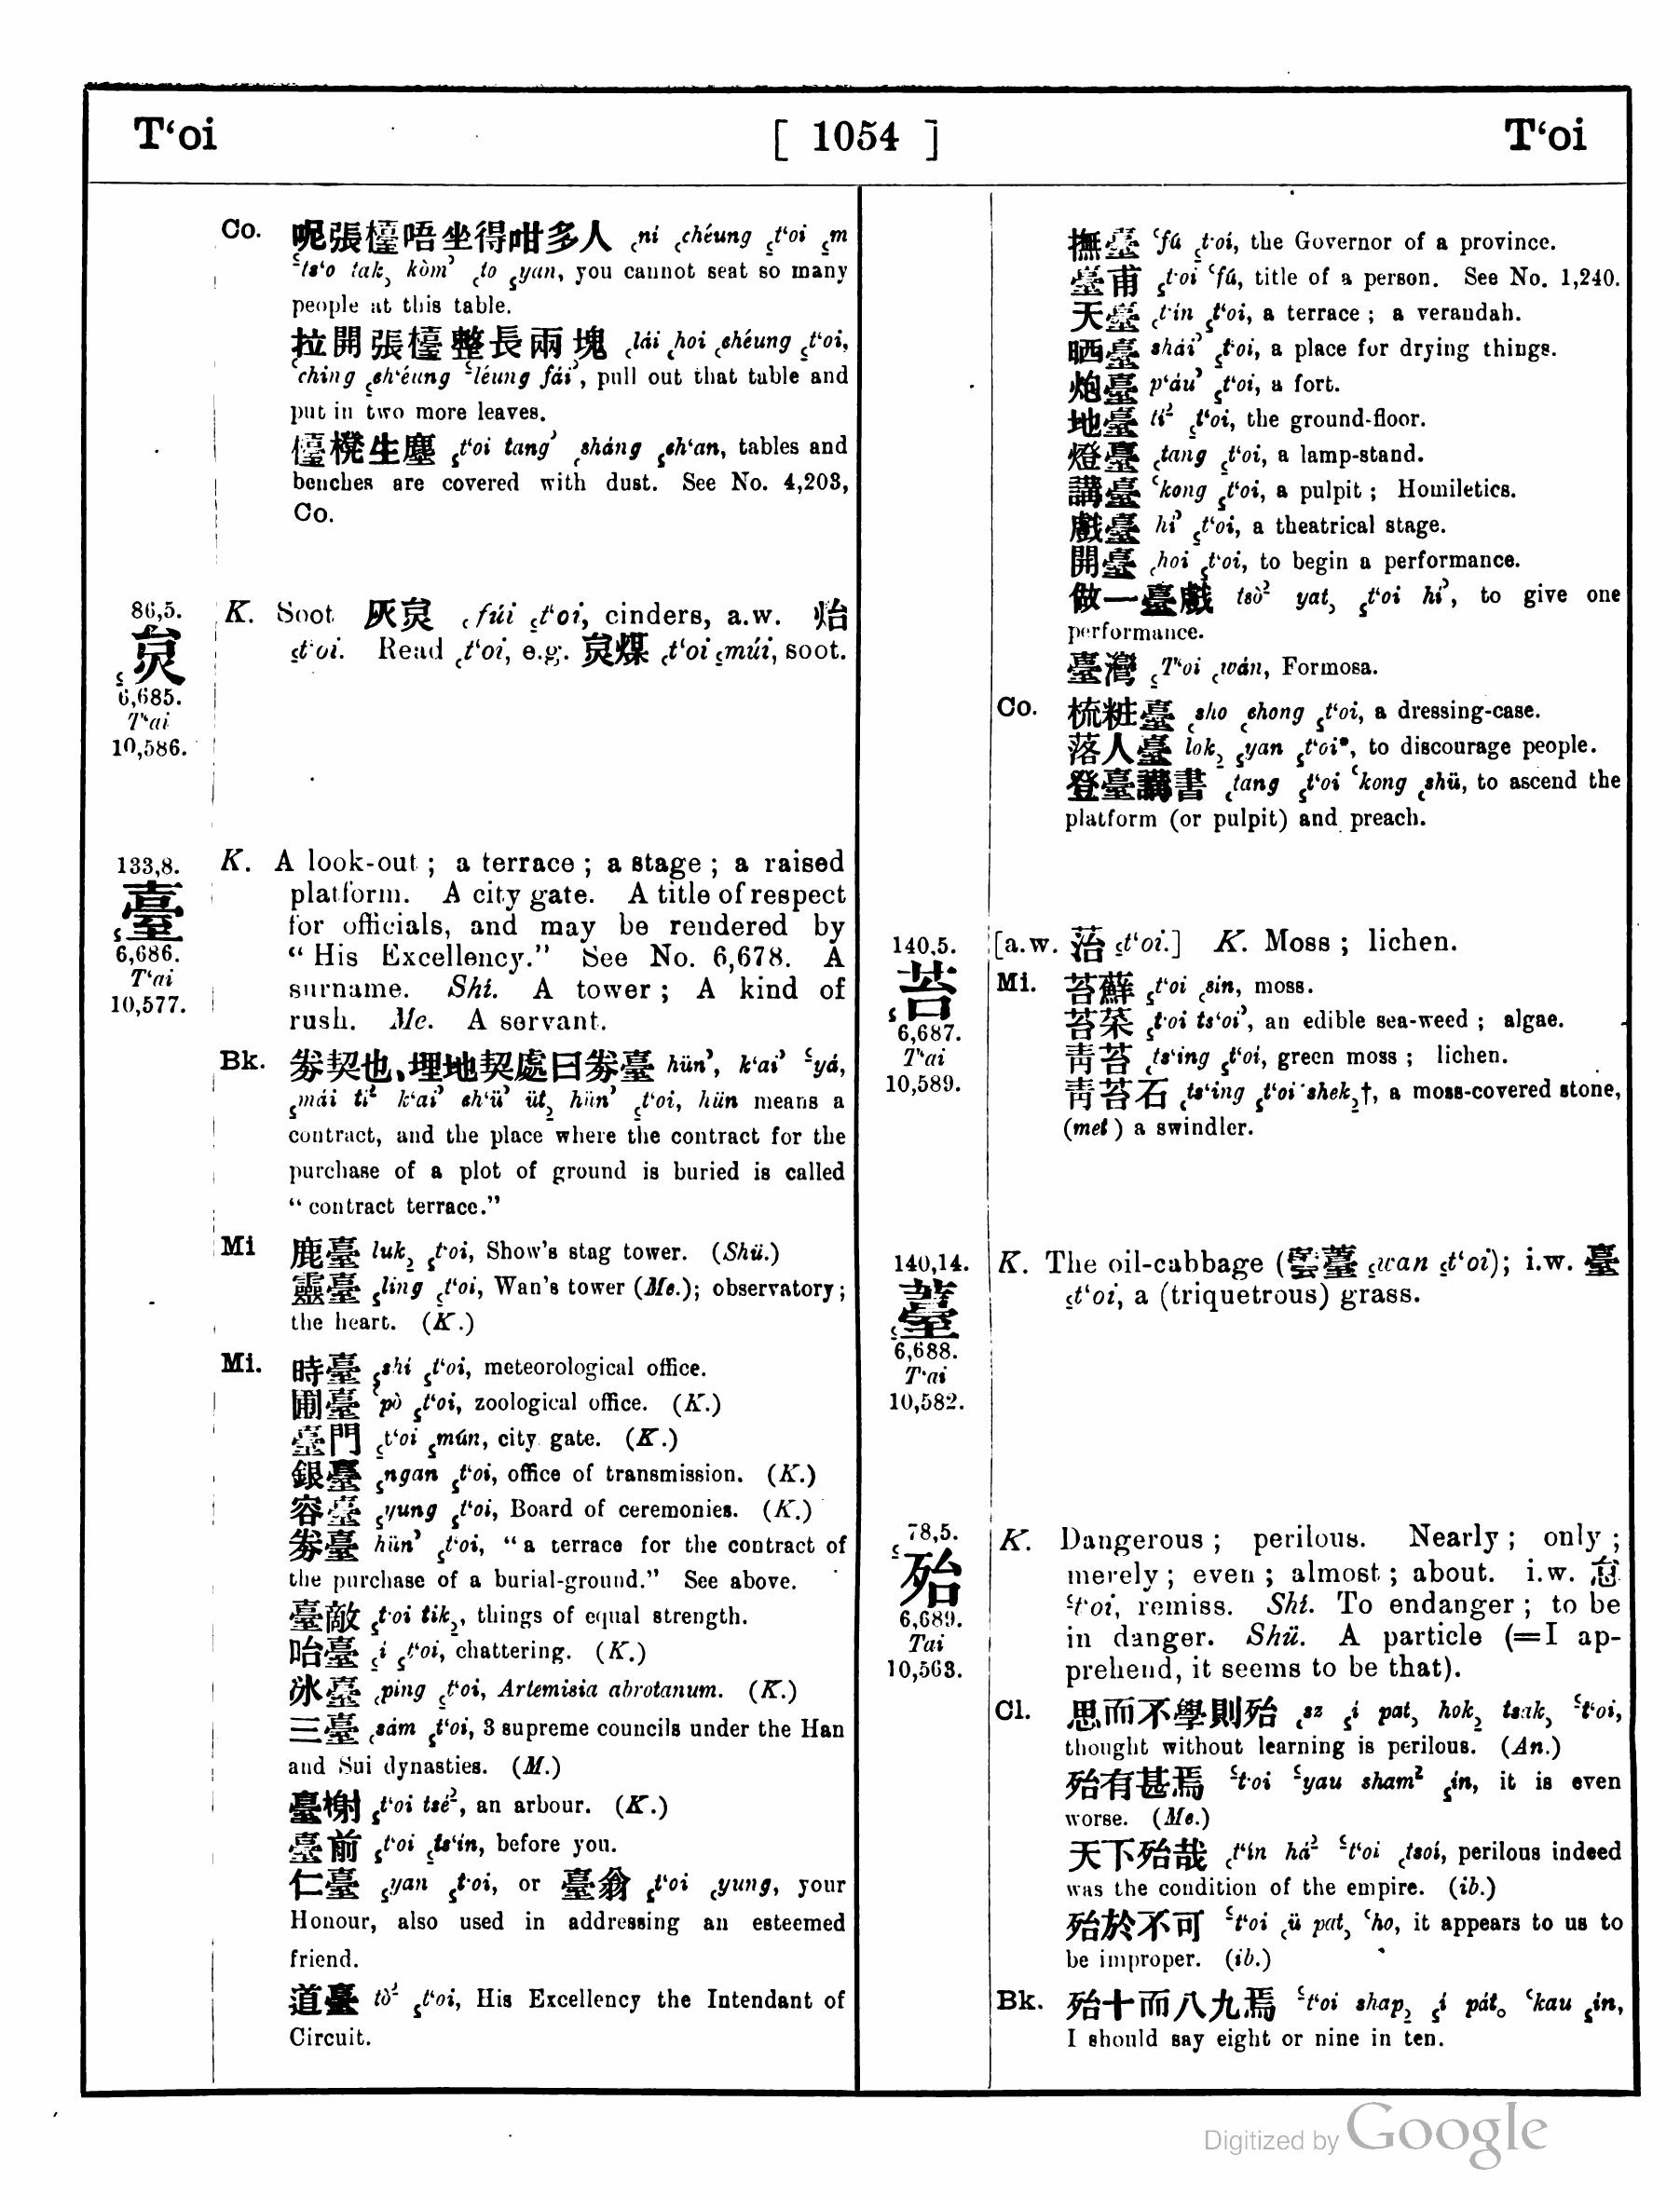 T‘oi [ 1054 ] T‘oi
Co. 呢張檯唔坐得咁多人 ꜀ni ꜀chéung ꜁t‘oi ꜁m
꜃ts‘o tak꜆ kòm꜄ ꜀to ꜁yan, you cannot seat so many
people at this table.
拉開張檯整長兩塊 ꜀lái ꜀hoi ꜀chéung ꜁t‘oi,
꜂ching ꜁ch‘éung ꜃léung fái꜄, pull out that table and
put in two more leaves.
檯櫈生塵 ꜁t‘oi tang꜄ ꜀sháng ꜁ch‘an, tables and
benches are covered with dust. See No. 4,203,
Co.
86,5.
炱
6,685.
T‘ai
10,586.
K. Soot 灰炱 ꜀fúi ꜁t‘oi, cinders, a.w. 炲
꜁t‘oi. Read ꜀t‘oi, e.g. 炱煤 ꜀t‘oi ꜁múi, soot.
133,8.
臺
6,686.
T‘ai
10,577.
K. A look-out; a terrace; a stage; a raised
platform. A city gate. A title of respect
for officials, and may be rendered by
“His Excellency.” See No. 6,678. A
surname. Shí. A tower; A kind of
rush. Me. A servant.
Bk. 券契也、埋地契處曰券臺 hün꜄, k‘ai꜄ ꜃yá,
꜁mái tí꜅ k‘ai꜄ ch‘ü꜄ üt꜇ hün꜄ ꜁t‘oi, hün means a
contract, and the place where the contract for the
purchase of a plot of ground is buried is called
“contract terrace.”
Mi 鹿臺 luk꜇ ꜁t‘oi, Show's stag tower. (Shü.)
靈臺 ꜁ling ꜁t‘oi, Wan's tower (Me.); observatory;
the heart. (K.)
Mi. 時臺 ꜁shí ꜁t‘oi, meteorological office.
圃臺 ꜂pò ꜁t‘oi, zoological office. (K.)
臺門 ꜁t‘oi ꜁mún, city gate. (K.)
銀臺 ꜁ngan ꜁t‘oi, office of transmission. (K.)
容臺 ꜁yung ꜁t‘oi, Board of ceremonies. (K.)
券臺 hün꜄ ꜁t‘oi, “a terrace for the contract of
the purchase of a burial-ground.” See above.
臺敵 ꜁t‘oi tik꜇, things of equal strength.
咍臺 ꜁i ꜁t‘oi, chattering. (K.)
冰臺 ꜀ping ꜁t‘oi, Artemisia abrotanum. (K.)
三臺 ꜀sám ꜁t‘oi, 3 supreme councils under the Han
and Sui dynasties. (M.)
臺榭 ꜁t‘oi tsé꜅, an arbour. (K.)
臺前 ꜁t‘oi ꜁ts‘in, before you.
仁臺 ꜁yan ꜁t‘oi, or 臺翁 ꜁t‘oi ꜀yung, your
Honour, also used in addressing an esteemed
friend.
道臺 tò꜅ ꜁t‘oi, His Excellency the Intendant of
Circuit.
撫臺 ꜂fú ꜁t‘oi, the Governor of a province.
臺甫 ꜁t‘oi ꜂fú, title of a person. See No. 1,240.
天臺 ꜀t‘ín ꜁t‘oi, a terrace; a verandah.
晒臺 shái꜄ ꜁t‘oi, a place for drying things.
炮臺 p‘áu꜄ ꜁t‘oi, a fort.
地臺 tí꜅ ꜁t‘oi, the ground-floor.
燈臺 ꜀tang ꜁t‘oi, a lamp-stand.
講臺 ꜂kong ꜁t‘oi, a pulpit; Homiletics.
戲臺 hí꜄ ꜁t‘oi, a theatrical stage.
開臺 ꜀hoi ꜁t‘oi, to begin a performance.
做一臺戲 tsò꜅ yat꜆ ꜁t‘oi hí꜄, to give one
performance.
臺灣 ꜁T‘oi ꜀wán, Formosa.
Co. 梳粧臺 ꜀sho ꜀chong ꜁t‘oi, a dressing-case.
落人臺 lok꜇ ꜁yan ꜁t‘oi*, to discourage people.
登臺講書 ꜀tang ꜁t‘oi ꜂kong ꜀shü, to ascend the
platform (or pulpit) and preach.
140,5.
苔
6,687.
T‘ai
10,589.
[a.w. 菭 ꜁t‘oi.] K. Moss; lichen.
Mi. 苔蘚 ꜁t‘oi ꜀sin, moss.
苔菜 ꜁t‘oi ts‘oi꜄, an edible sea-weed; algae.
靑苔 ꜀ts‘ing ꜁t‘oi, green moss; lichen.
靑苔石 ꜀ts‘ing ꜁t‘oi shek꜇†, a moss-covered stone,
(met) a swindler.
140,14.
薹
6,688.
T‘ai
10,582.
K. The oil-cabbage (蕓薹 ꜁wan ꜁t‘oi); i.w. 臺
꜁t‘oi, a (triquetrous) grass.
78,5.
殆
6,689.
Tai
10,563.
K. Dangerous; perilous. Nearly; only;
merely; even; almost; about. i.w. 怠
꜃t‘oi, remiss. Shí. To endanger; to be
in danger. Shü. A particle (=I ap-
prehend, it seems to be that).
Cl. 思而不學則殆 ꜀sz ꜁í pat꜆ hok꜇ tsak꜆ ꜃t‘oi,
thought without learning is perilous. (An.)
殆有甚焉 ꜃t‘oi ꜃yau sham꜅ ꜁in, it is even
worse. (Me.)
天下殆哉 ꜀t‘ín há꜅ ꜃t‘oi ꜀tsoi, perilous indeed
was the condition of the empire. (ib.)
殆於不可 ꜃t‘oi ꜀ü pat꜆ ꜂ho, it appears to us to
be improper. (ib.)
Bk. 殆十而八九焉 ꜃t‘oi shap꜇ ꜁í pát꜀ ꜂kau ꜁in,
I should say eight or nine in ten.
Digitized by Google